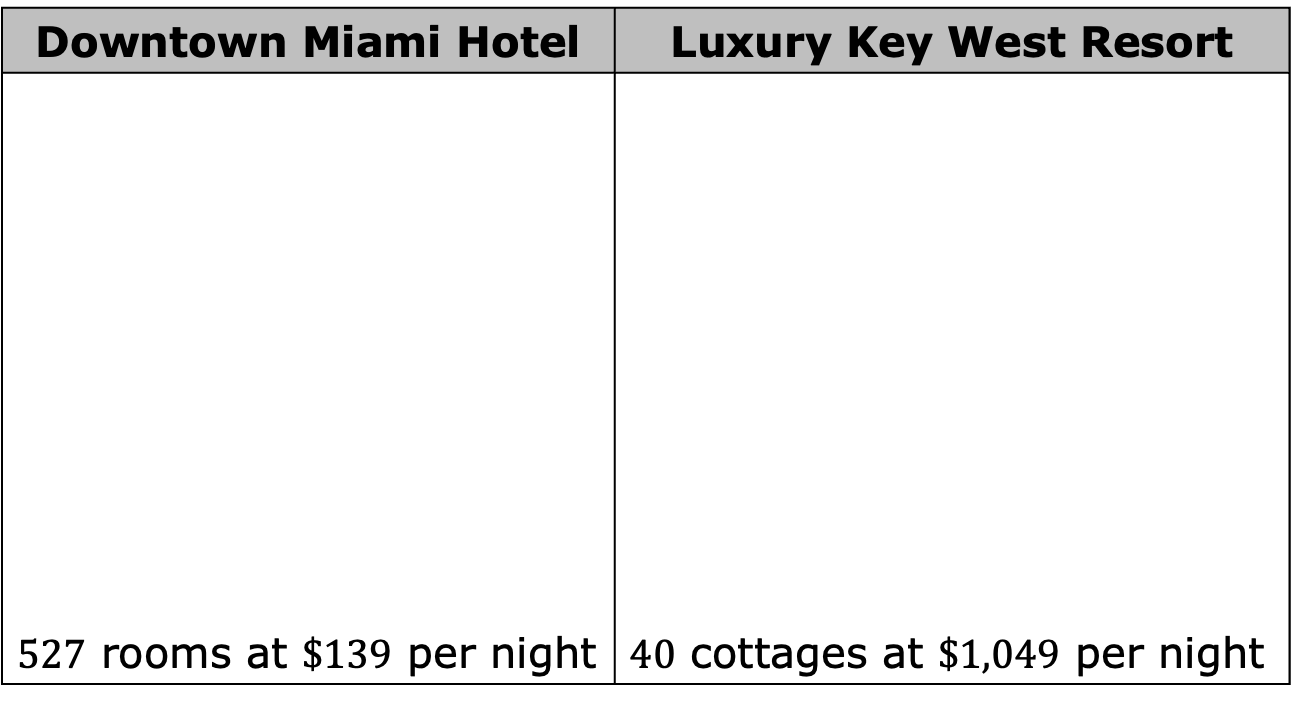 Downtown Miami Hotel
Luxury Key West Resort
527 rooms at $139 per night
40 cottages at $1,049 per night